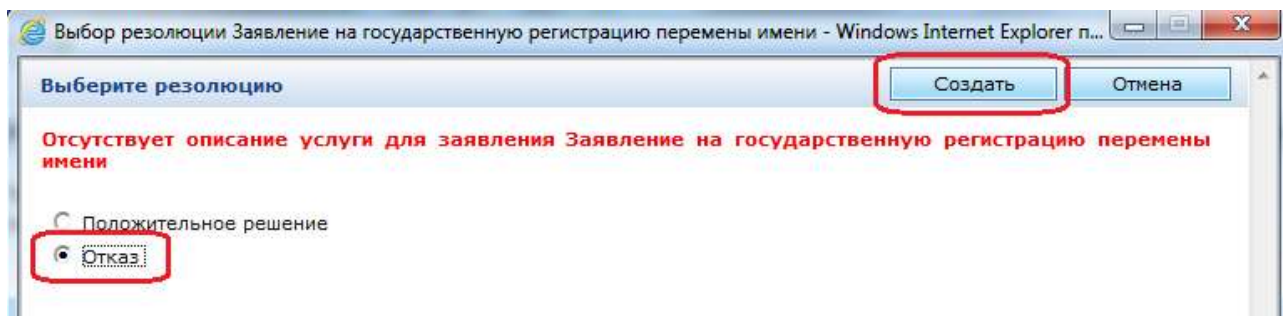 Выбор резолюции Заявление на государственную регистрацию перемены имени - Windows Internet Explorer п...
Выберите резолюцию Создать Отмена
Отсутствует описание услуги для заявления Заявление на государственную регистрацию перемены
имени
Положительное решение
Отказ